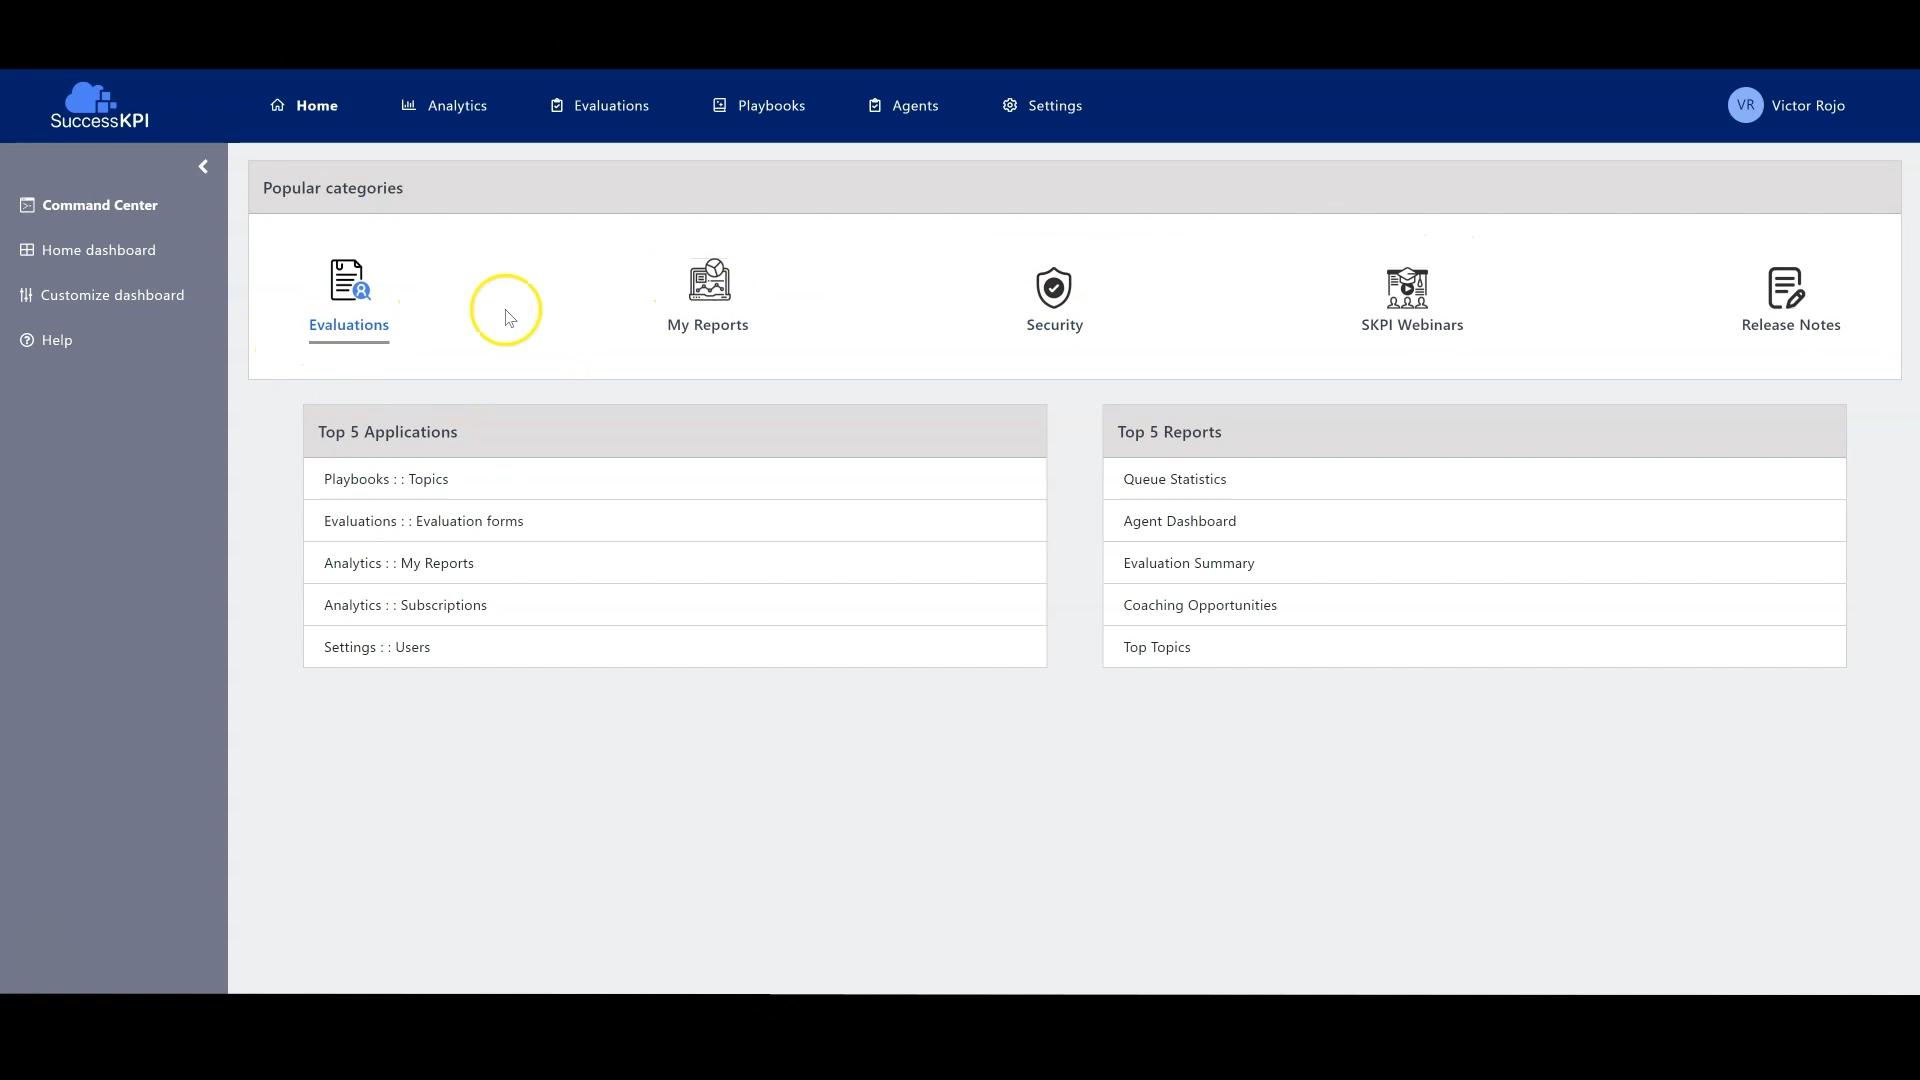 SuccessKPI
Home
Analytics
Evaluations
Playbooks
Agents
Settings
VR
Victor Rojo
Command Center
Home dashboard
Customize dashboard
Help
Popular categories
Evaluations
My Reports
Security
SKPI Webinars
Release Notes
Top 5 Applications
Playbooks : : Topics
Evaluations : : Evaluation forms
Analytics : : My Reports
Analytics : : Subscriptions
Settings : : Users
Top 5 Reports
Queue Statistics
Agent Dashboard
Evaluation Summary
Coaching Opportunities
Top Topics